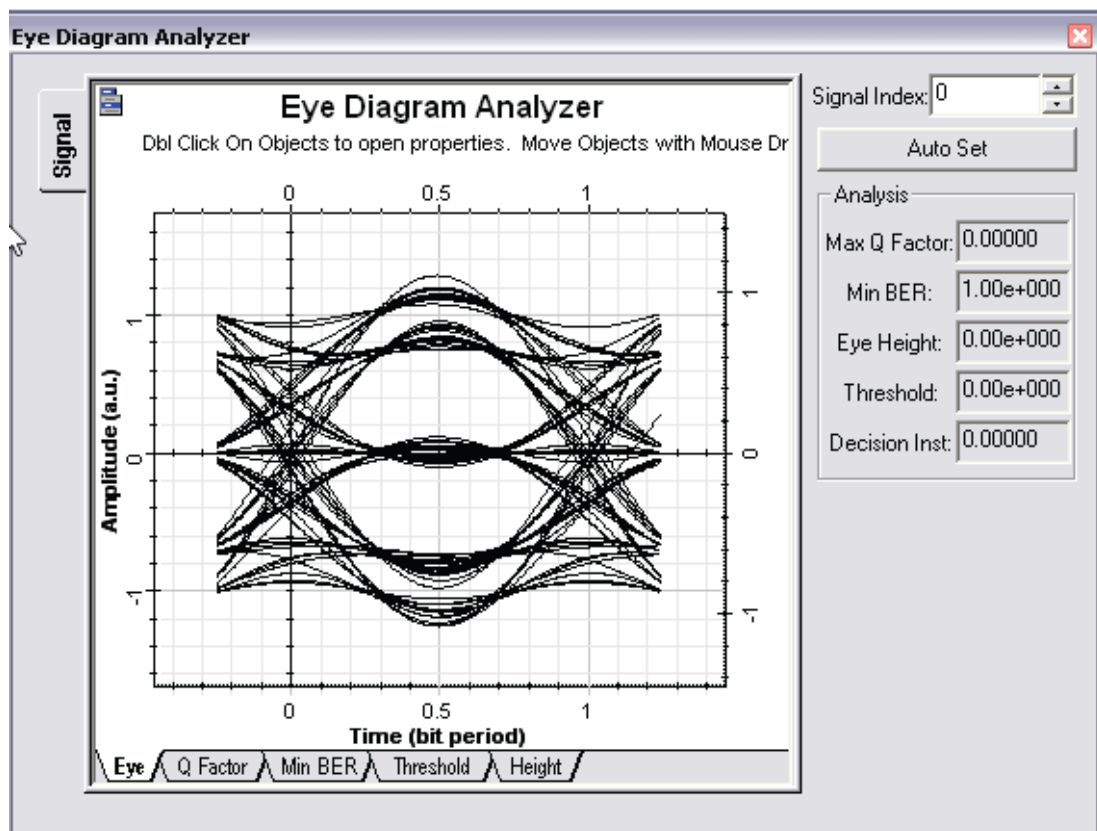 Eye Diagram Analyzer
Signal
Eye Diagram Analyzer
Dbl Click On Objects to open properties. Move Objects with Mouse Dr
0 0.5 1
1
0
-1
Amplitude (a.u.)
1
0
-1
0 0.5 1
Time (bit period)
Eye Q Factor Min BER Threshold Height
Signal Index: 0
Auto Set
Analysis
Max Q Factor: 0.00000
Min BER: 1.00e+000
Eye Height: 0.00e+000
Threshold: 0.00e+000
Decision Inst: 0.00000